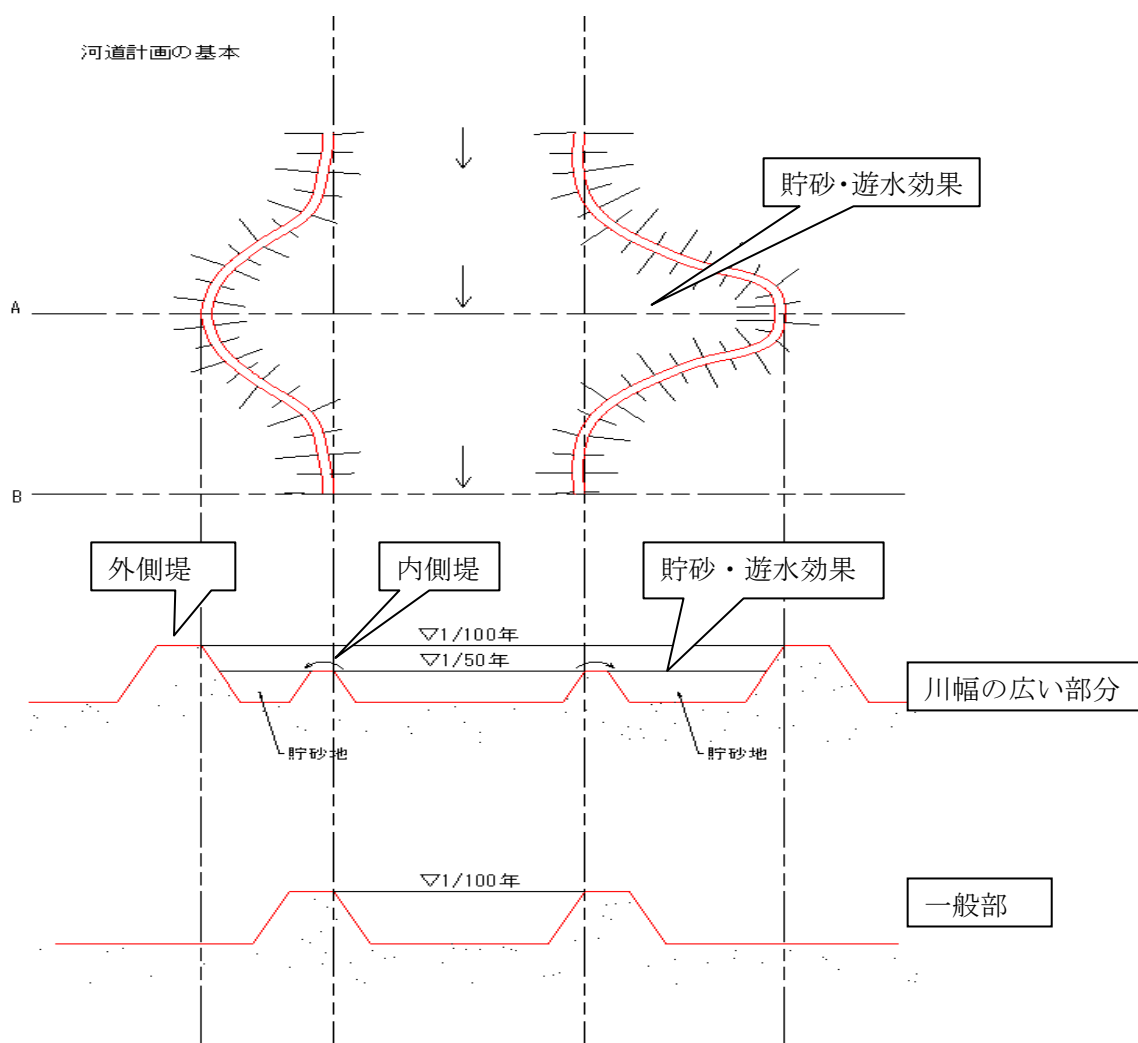 河道計画の基本
貯砂・遊水効果
A
B
外側堤
内側堤
貯砂・遊水効果
▽1/100年
▽1/50年
川幅の広い部分
貯砂地
貯砂地
▽1/100年
一般部